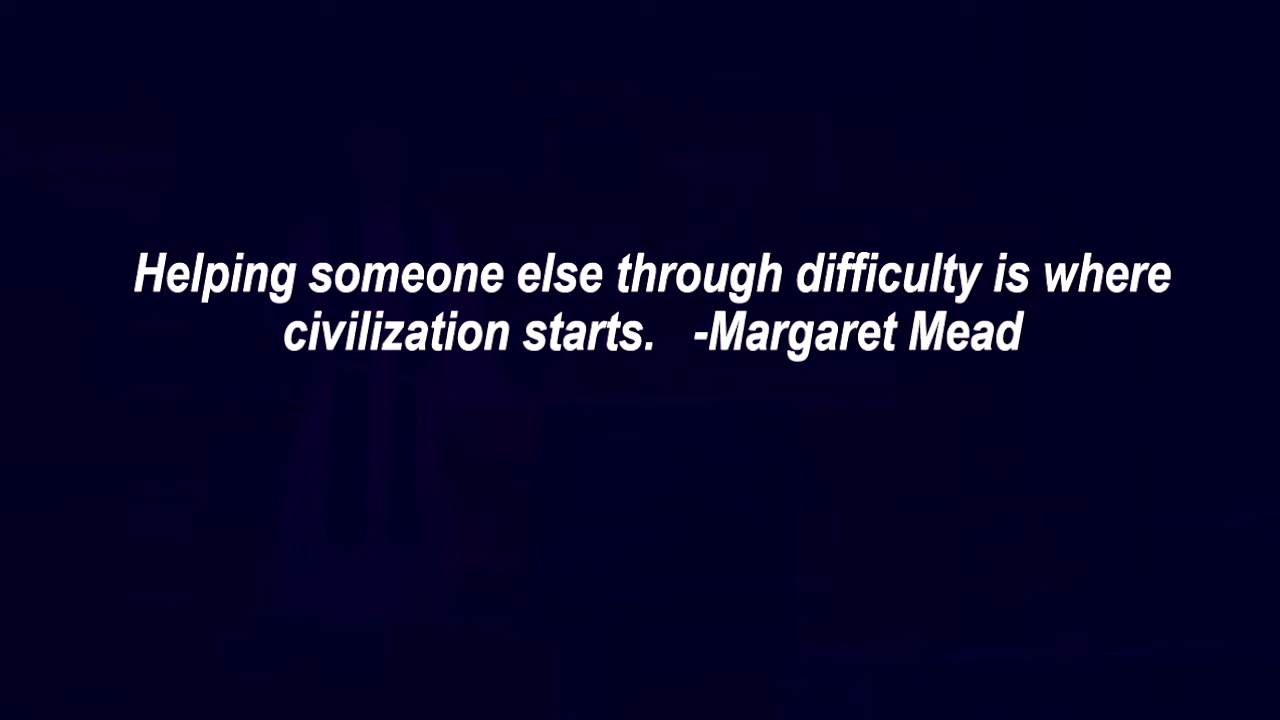 Helping someone else through difficulty is where
civilization starts.   -Margaret Mead